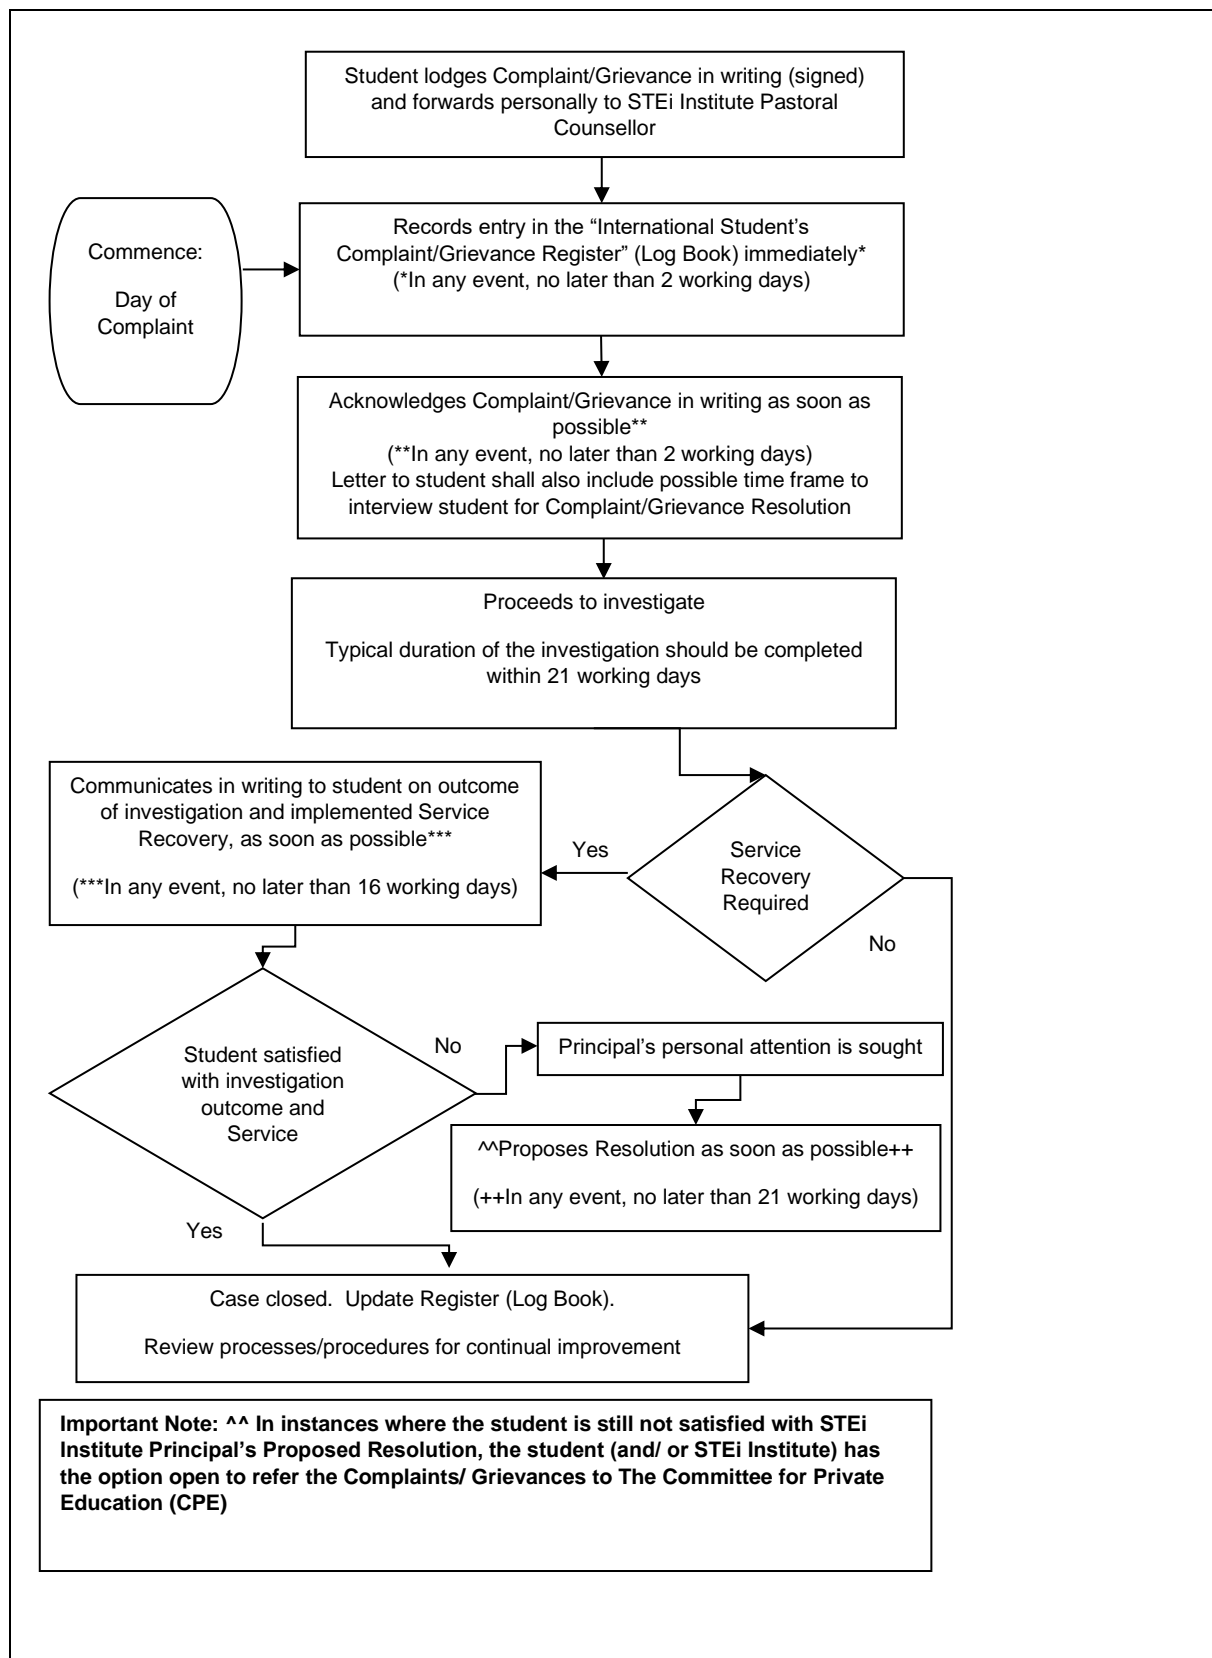 Student lodges Complaint/Grievance in writing (signed)
and forwards personally to STEi Institute Pastoral
Counsellor
Commence:
Day of
Complaint
Records entry in the “International Student’s
Complaint/Grievance Register” (Log Book) immediately*
(*In any event, no later than 2 working days)
Acknowledges Complaint/Grievance in writing as soon as
possible**
(**In any event, no later than 2 working days)
Letter to student shall also include possible time frame to
interview student for Complaint/Grievance Resolution
Proceeds to investigate
Typical duration of the investigation should be completed
within 21 working days
Communicates in writing to student on outcome
of investigation and implemented Service
Recovery, as soon as possible***
(***In any event, no later than 16 working days)
Yes
Service
Recovery
Required
No
Student satisfied
with investigation
outcome and
Service
No
Principal’s personal attention is sought
^^Proposes Resolution as soon as possible++
(++In any event, no later than 21 working days)
Yes
Case closed.  Update Register (Log Book).
Review processes/procedures for continual improvement
Important Note: ^^ In instances where the student is still not satisfied with STEi
Institute Principal’s Proposed Resolution, the student (and/ or STEi Institute) has
the option open to refer the Complaints/ Grievances to The Committee for Private
Education (CPE)